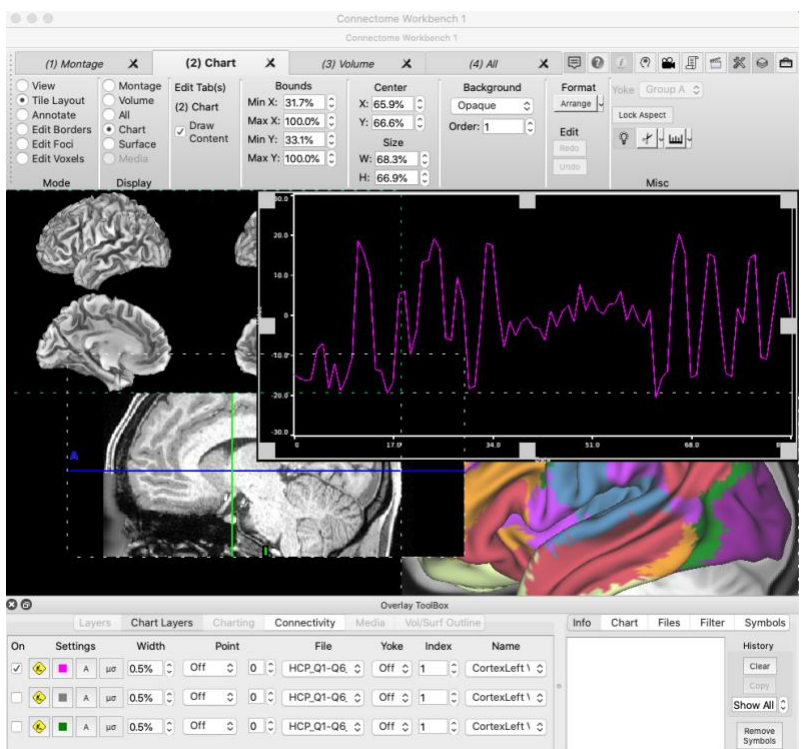 Connectome Workbench 1
Connectome Workbench 1
(1) Montage X (2) Chart X (3) Volume X (4) All X
View
Tile Layout
Annotate
Edit Borders
Edit Foci
Edit Voxels
Mode
Montage
Volume
All
Chart
Surface
Media
Display
Edit Tab(s)
(2) Chart
Draw
Content
Bounds
Min X: 31.7%
Max X: 100.0%
Min Y: 33.1%
Max Y: 100.0%
Center
X: 65.9%
Y: 66.6%
Size
W: 68.3%
H: 66.9%
Background
Opaque
Order: 1
Format
Arrange
Edit
Redo
Undo
Yoke Group A
Lock Aspect
Misc
20.0
10.0
0
-10.0
-20.0
-30.0
0 17.0 34.0 51.0 68.0
A
Overlay ToolBox
Layers Chart Layers Charting Connectivity Media Vol/Surf Outline
On Settings Width Point File Yoke Index Name
A μσ 0.5% Off 0 HCP_Q1-Q6_ Off 1 CortexLeft
A μσ 0.5% Off 0 HCP_Q1-Q6_ Off 1 CortexLeft
A μσ 0.5% Off 0 HCP_Q1-Q6_ Off 1 CortexLeft
Info Chart Files Filter Symbols
History
Clear
Copy
Show All
Remove
Symbols